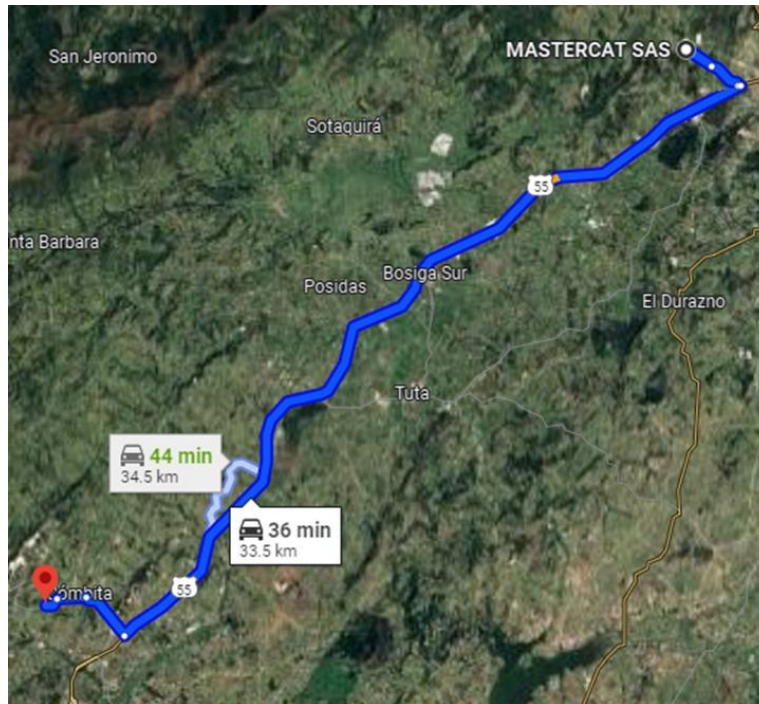 MASTERCAT SAS
San Jeronimo
Sotaquirá
55
nta Barbara
Bosiga Sur
Posidas
El Durazno
Tuta
44 min
34.5 km
36 min
33.5 km
55
Cómbita